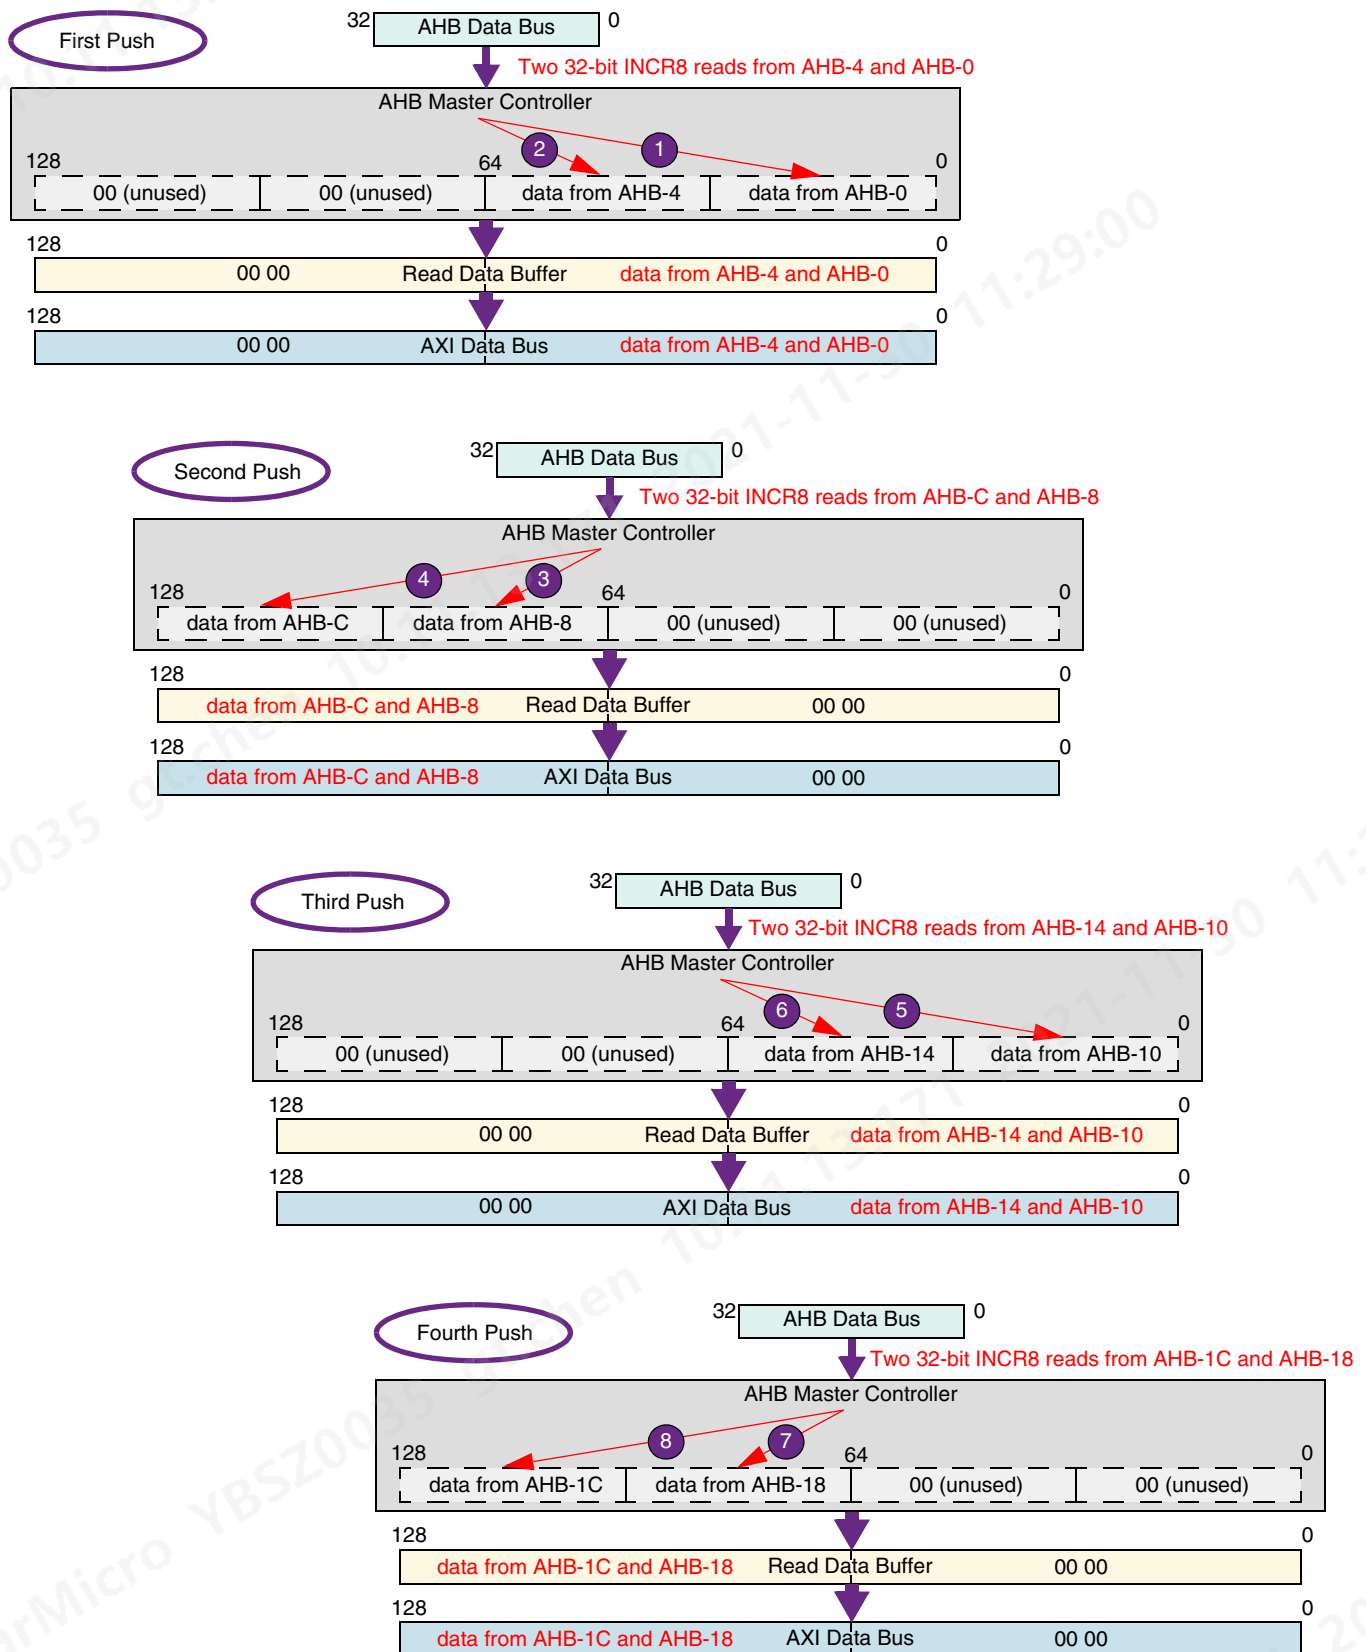 First Push
32 AHB Data Bus 0
Two 32-bit INCR8 reads from AHB-4 and AHB-0
AHB Master Controller
2 1
128 64 0
00 (unused) 00 (unused) data from AHB-4 data from AHB-0
128 0
00 00 Read Data Buffer data from AHB-4 and AHB-0
128 0
00 00 AXI Data Bus data from AHB-4 and AHB-0
Second Push
32 AHB Data Bus 0
Two 32-bit INCR8 reads from AHB-C and AHB-8
AHB Master Controller
4 3
128 64 0
data from AHB-C data from AHB-8 00 (unused) 00 (unused)
128 0
data from AHB-C and AHB-8 Read Data Buffer 00 00
128 0
data from AHB-C and AHB-8 AXI Data Bus 00 00
Third Push
32 AHB Data Bus 0
Two 32-bit INCR8 reads from AHB-14 and AHB-10
AHB Master Controller
6 5
128 64 0
00 (unused) 00 (unused) data from AHB-14 data from AHB-10
128 0
00 00 Read Data Buffer data from AHB-14 and AHB-10
128 0
00 00 AXI Data Bus data from AHB-14 and AHB-10
Fourth Push
32 AHB Data Bus 0
Two 32-bit INCR8 reads from AHB-1C and AHB-18
AHB Master Controller
8 7
128 64 0
data from AHB-1C data from AHB-18 00 (unused) 00 (unused)
128 0
data from AHB-1C and AHB-18 Read Data Buffer 00 00
128 0
data from AHB-1C and AHB-18 AXI Data Bus 00 00